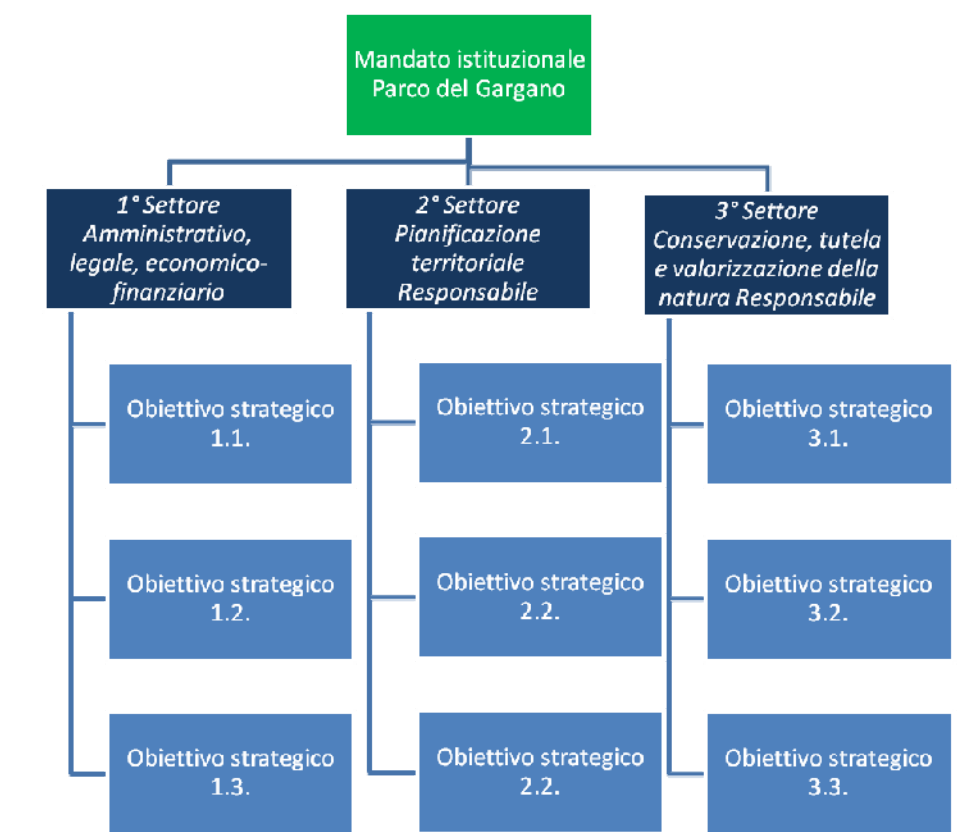 Mandato istituzionale
Parco del Gargano
1° Settore
Amministrativo,
legale, economico-
finanziario
2° Settore
Pianificazione
territoriale
Responsabile
3° Settore
Conservazione, tutela
e valorizzazione della
natura Responsabile
Obiettivo strategico
1.1.
Obiettivo strategico
2.1.
Obiettivo strategico
3.1.
Obiettivo strategico
1.2.
Obiettivo strategico
2.2.
Obiettivo strategico
3.2.
Obiettivo strategico
1.3.
Obiettivo strategico
2.2.
Obiettivo strategico
3.3.